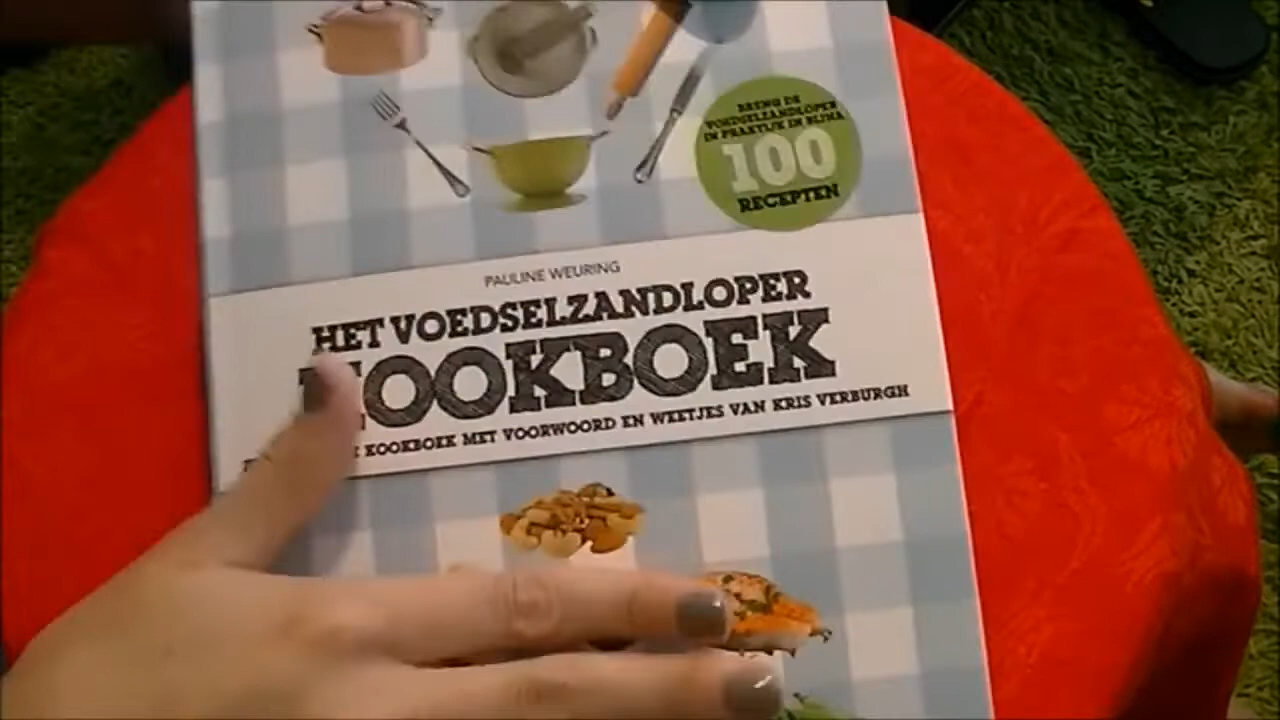 BRENG DE
VOEDSELZANDLOPER
IN PRAKTIJK IN BIJNA
100
RECEPTEN
PAULINE WEURING
HET VOEDSELZANDLOPER
KOOKBOEK
KOOKBOEK MET VOORWOORD EN WEETJES VAN KRIS VERBURGH